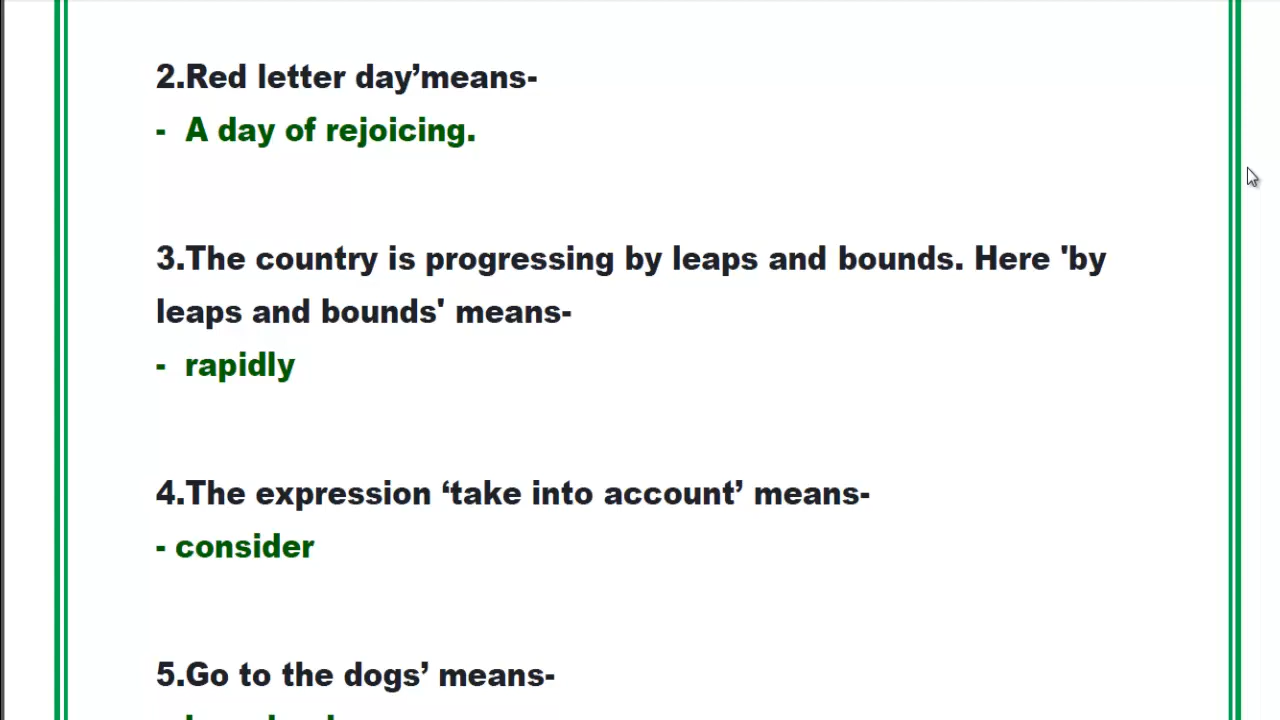 2.Red letter day’means-
- A day of rejoicing.
3.The country is progressing by leaps and bounds. Here 'by
leaps and bounds' means-
- rapidly
4.The expression ‘take into account’ means-
- consider
5.Go to the dogs’ means-